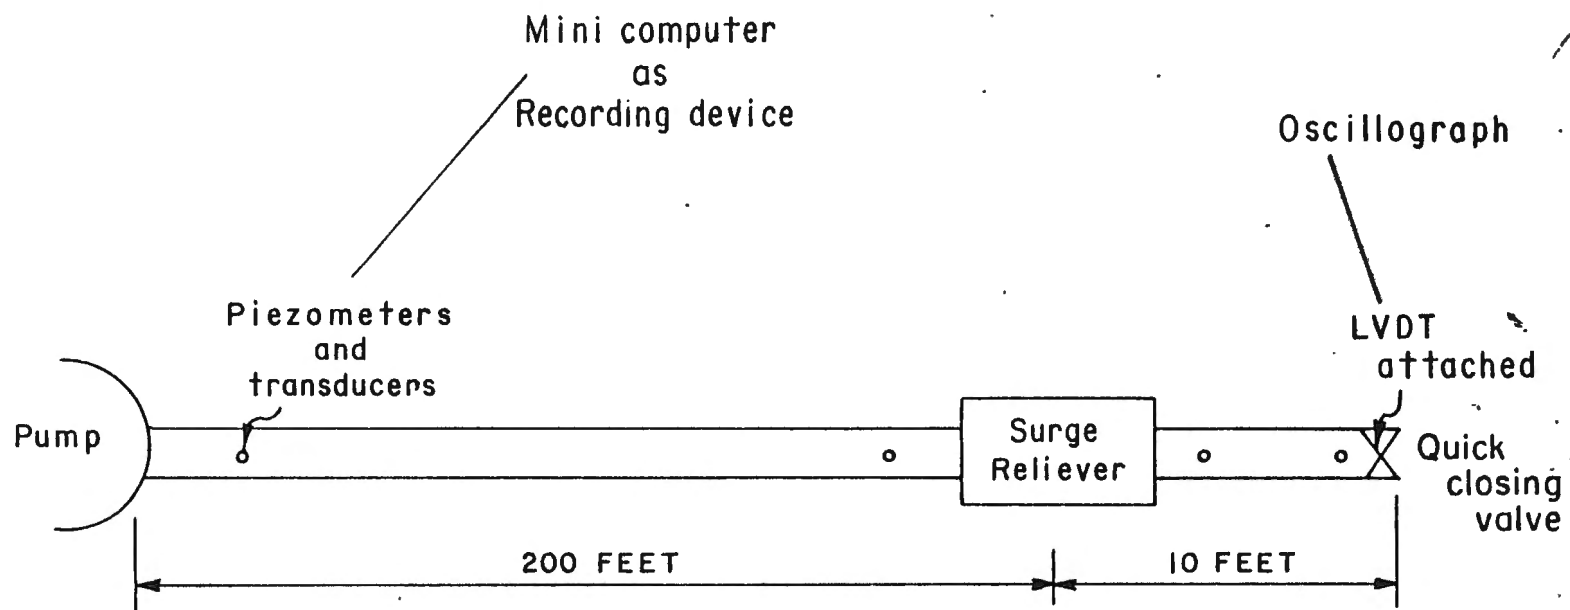 Mini computer
as
Recording device
Oscillograph
Piezometers
and
transducers
LVDT
attached
Pump
Surge
Reliever
Quick
closing
valve
200 FEET
10 FEET